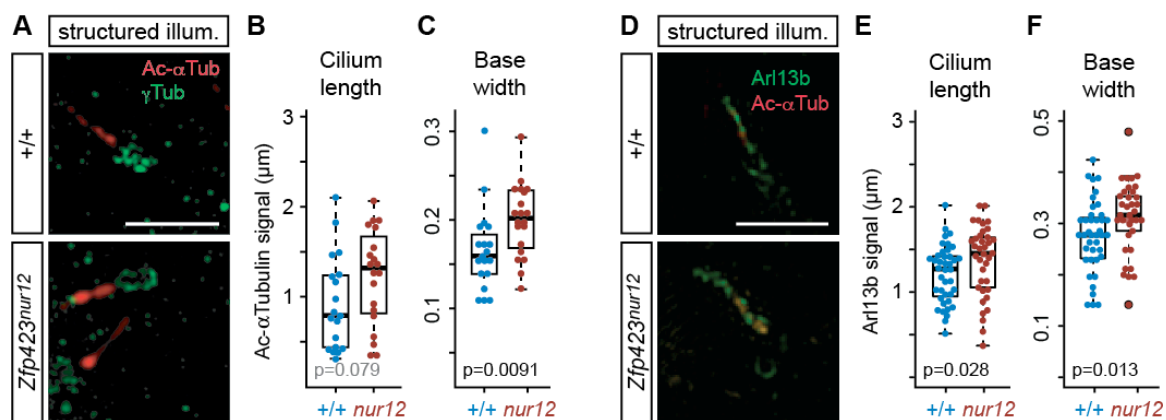 A
structured illum.
+/+
Ac-αTub
γTub
Zfp423nur12
B
Cilium
length
Ac-αTubulin signal (µm)
3
2
1
p=0.079
+/+ nur12
C
Base
width
0.3
0.2
0.1
p=0.0091
+/+ nur12
D
structured illum.
+/+
Arl13b
Ac-αTub
Zfp423nur12
E
Cilium
length
Arl13b signal (µm)
3
2
1
p=0.028
+/+ nur12
F
Base
width
0.5
0.3
0.1
p=0.013
+/+ nur12